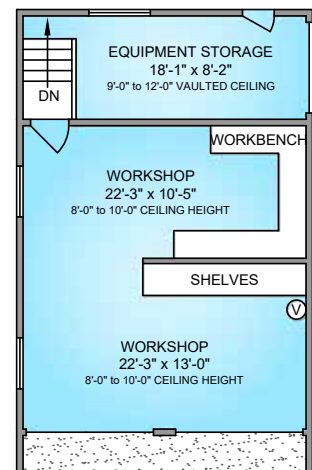 EQUIPMENT STORAGE
18'-1" x 8'-2"
9'-0" to 12'-0" VAULTED CEILING
DN
WORKBENCH
WORKSHOP
22'-3" x 10'-5"
8'-0" to 10'-0" CEILING HEIGHT
SHELVES
V
WORKSHOP
22'-3" x 13'-0"
8'-0" to 10'-0" CEILING HEIGHT